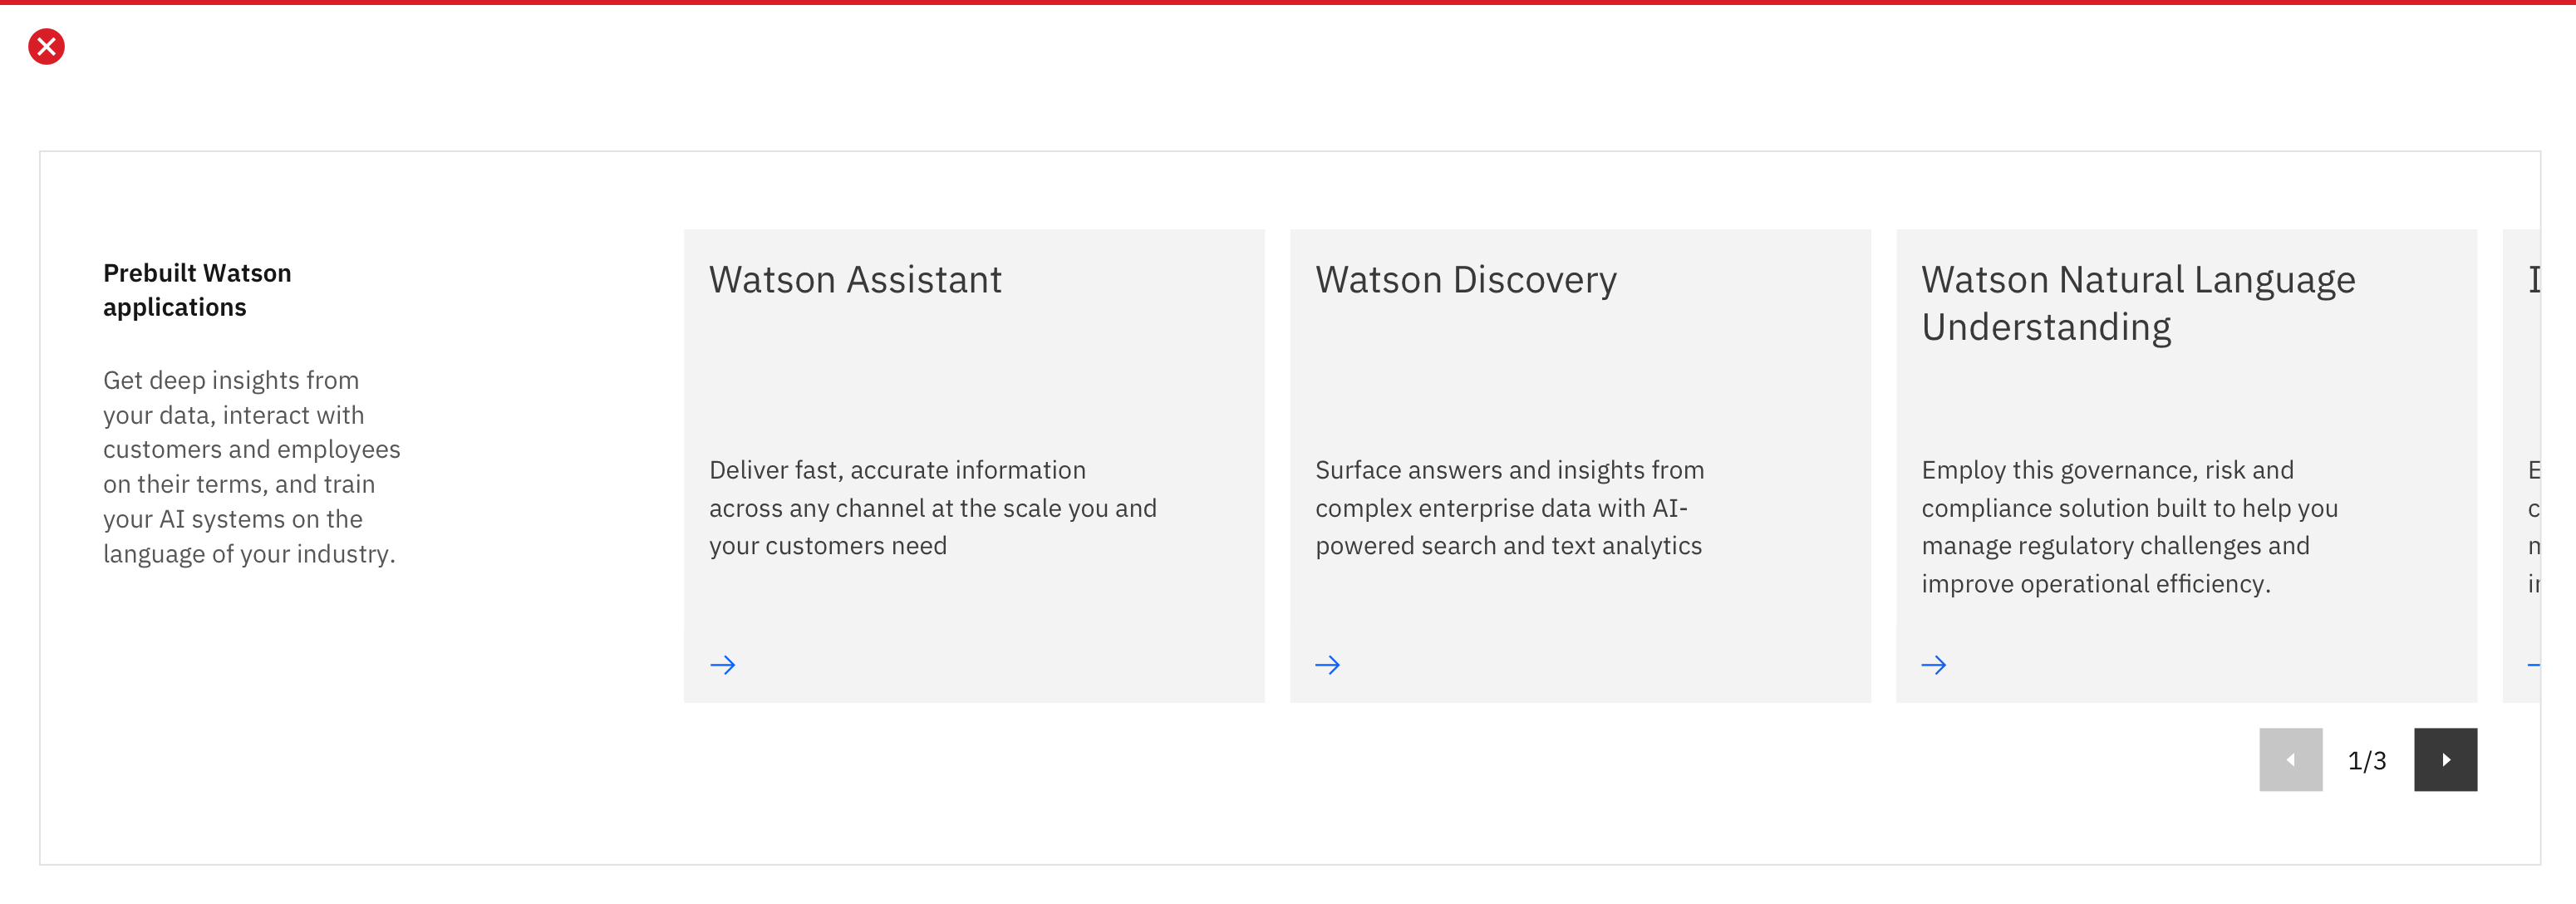 Prebuilt Watson
applications
Get deep insights from
your data, interact with
customers and employees
on their terms, and train
your AI systems on the
language of your industry.
Watson Assistant
Deliver fast, accurate information
across any channel at the scale you and
your customers need
Watson Discovery
Surface answers and insights from
complex enterprise data with AI-
powered search and text analytics
Watson Natural Language
Understanding
Employ this governance, risk and
compliance solution built to help you
manage regulatory challenges and
improve operational efficiency.
1/3